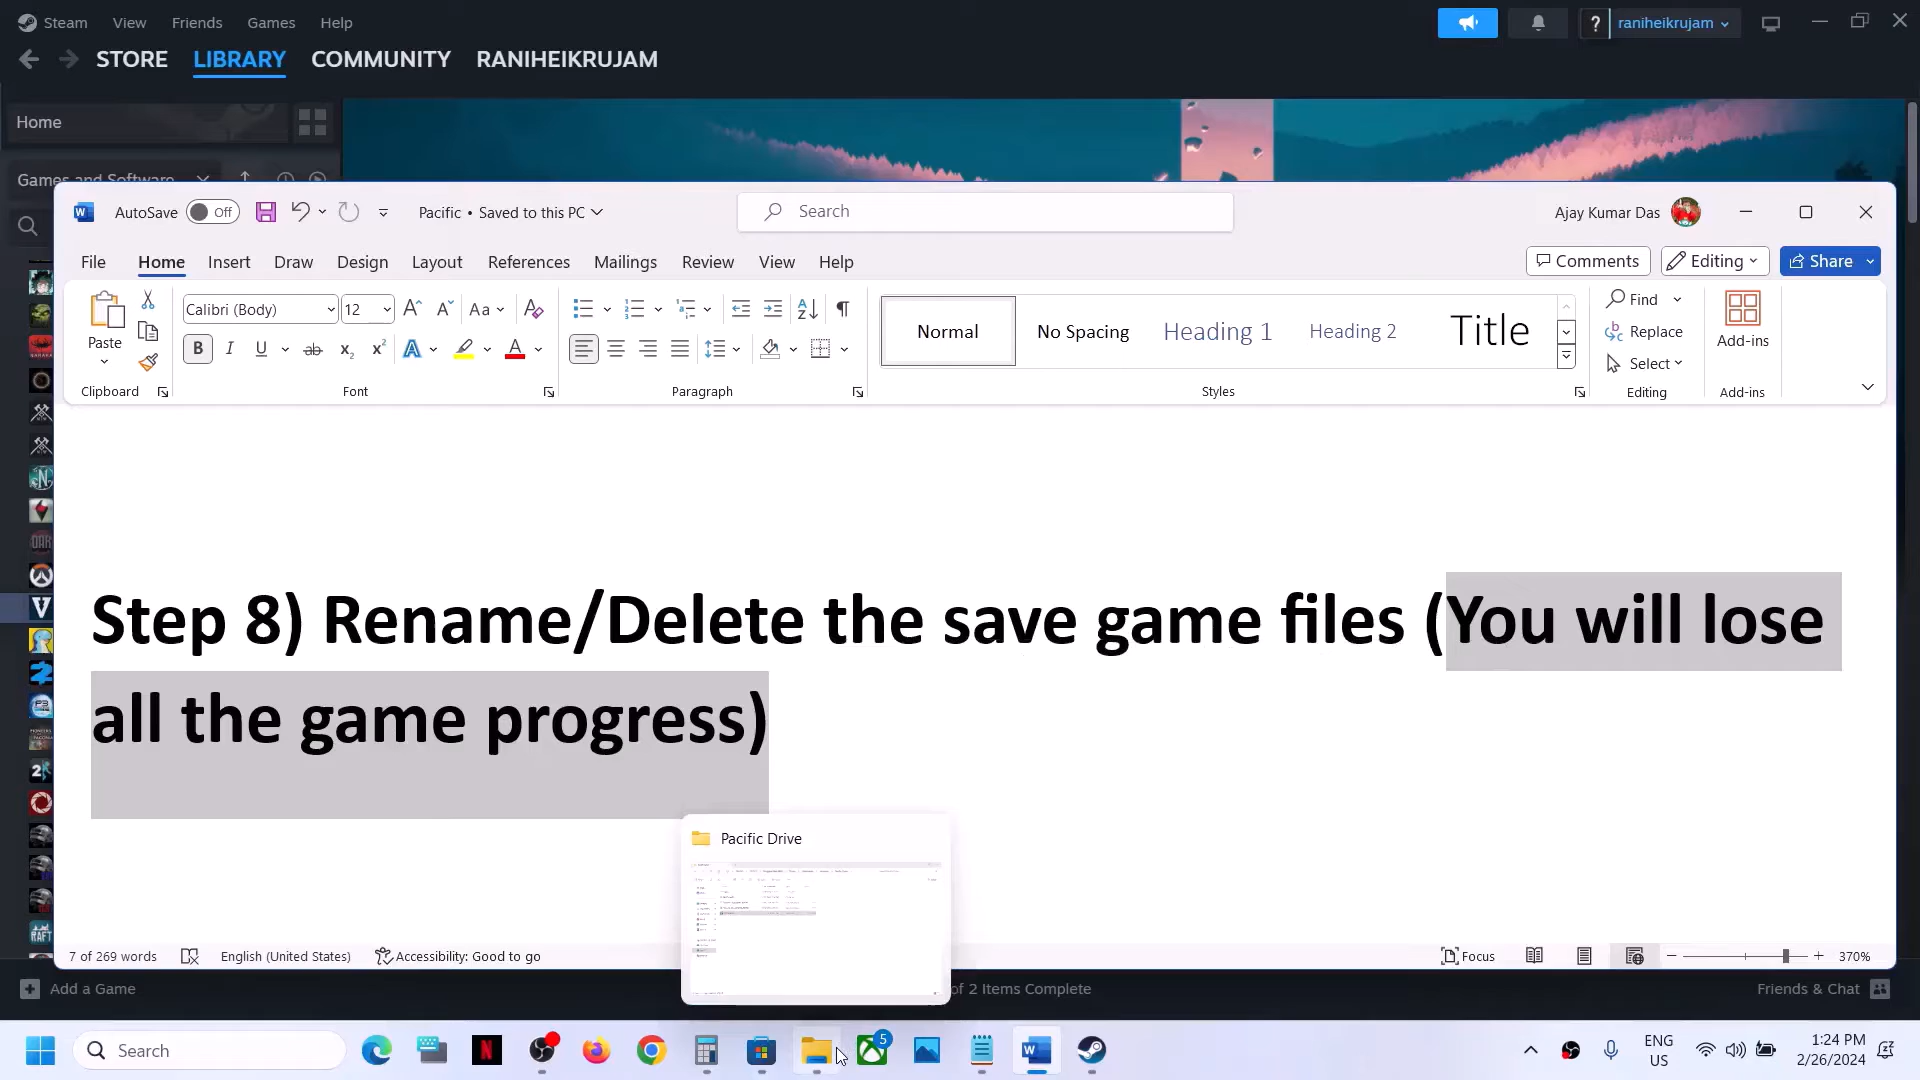 Steam View Friends Games Help
raniheikrujam
STORE LIBRARY COMMUNITY RANIHEIKRUJAM
Home
Games and Software
AutoSave Off
Pacific • Saved to this PC
Search
Ajay Kumar Das
File Home Insert Draw Design Layout References Mailings Review View Help
Comments Editing Share
Paste
Calibri (Body) 12
Normal No Spacing Heading 1 Heading 2 Title
Find
Replace
Select
Add-ins
Clipboard Font Paragraph Styles Editing Add-ins
Step 8) Rename/Delete the save game files (You will lose
all the game progress)
Pacific Drive
7 of 269 words English (United States) Accessibility: Good to go Focus 370%
Add a Game
of 2 Items Complete
Friends & Chat
Search
5
ENG
US
1:24 PM
2/26/2024